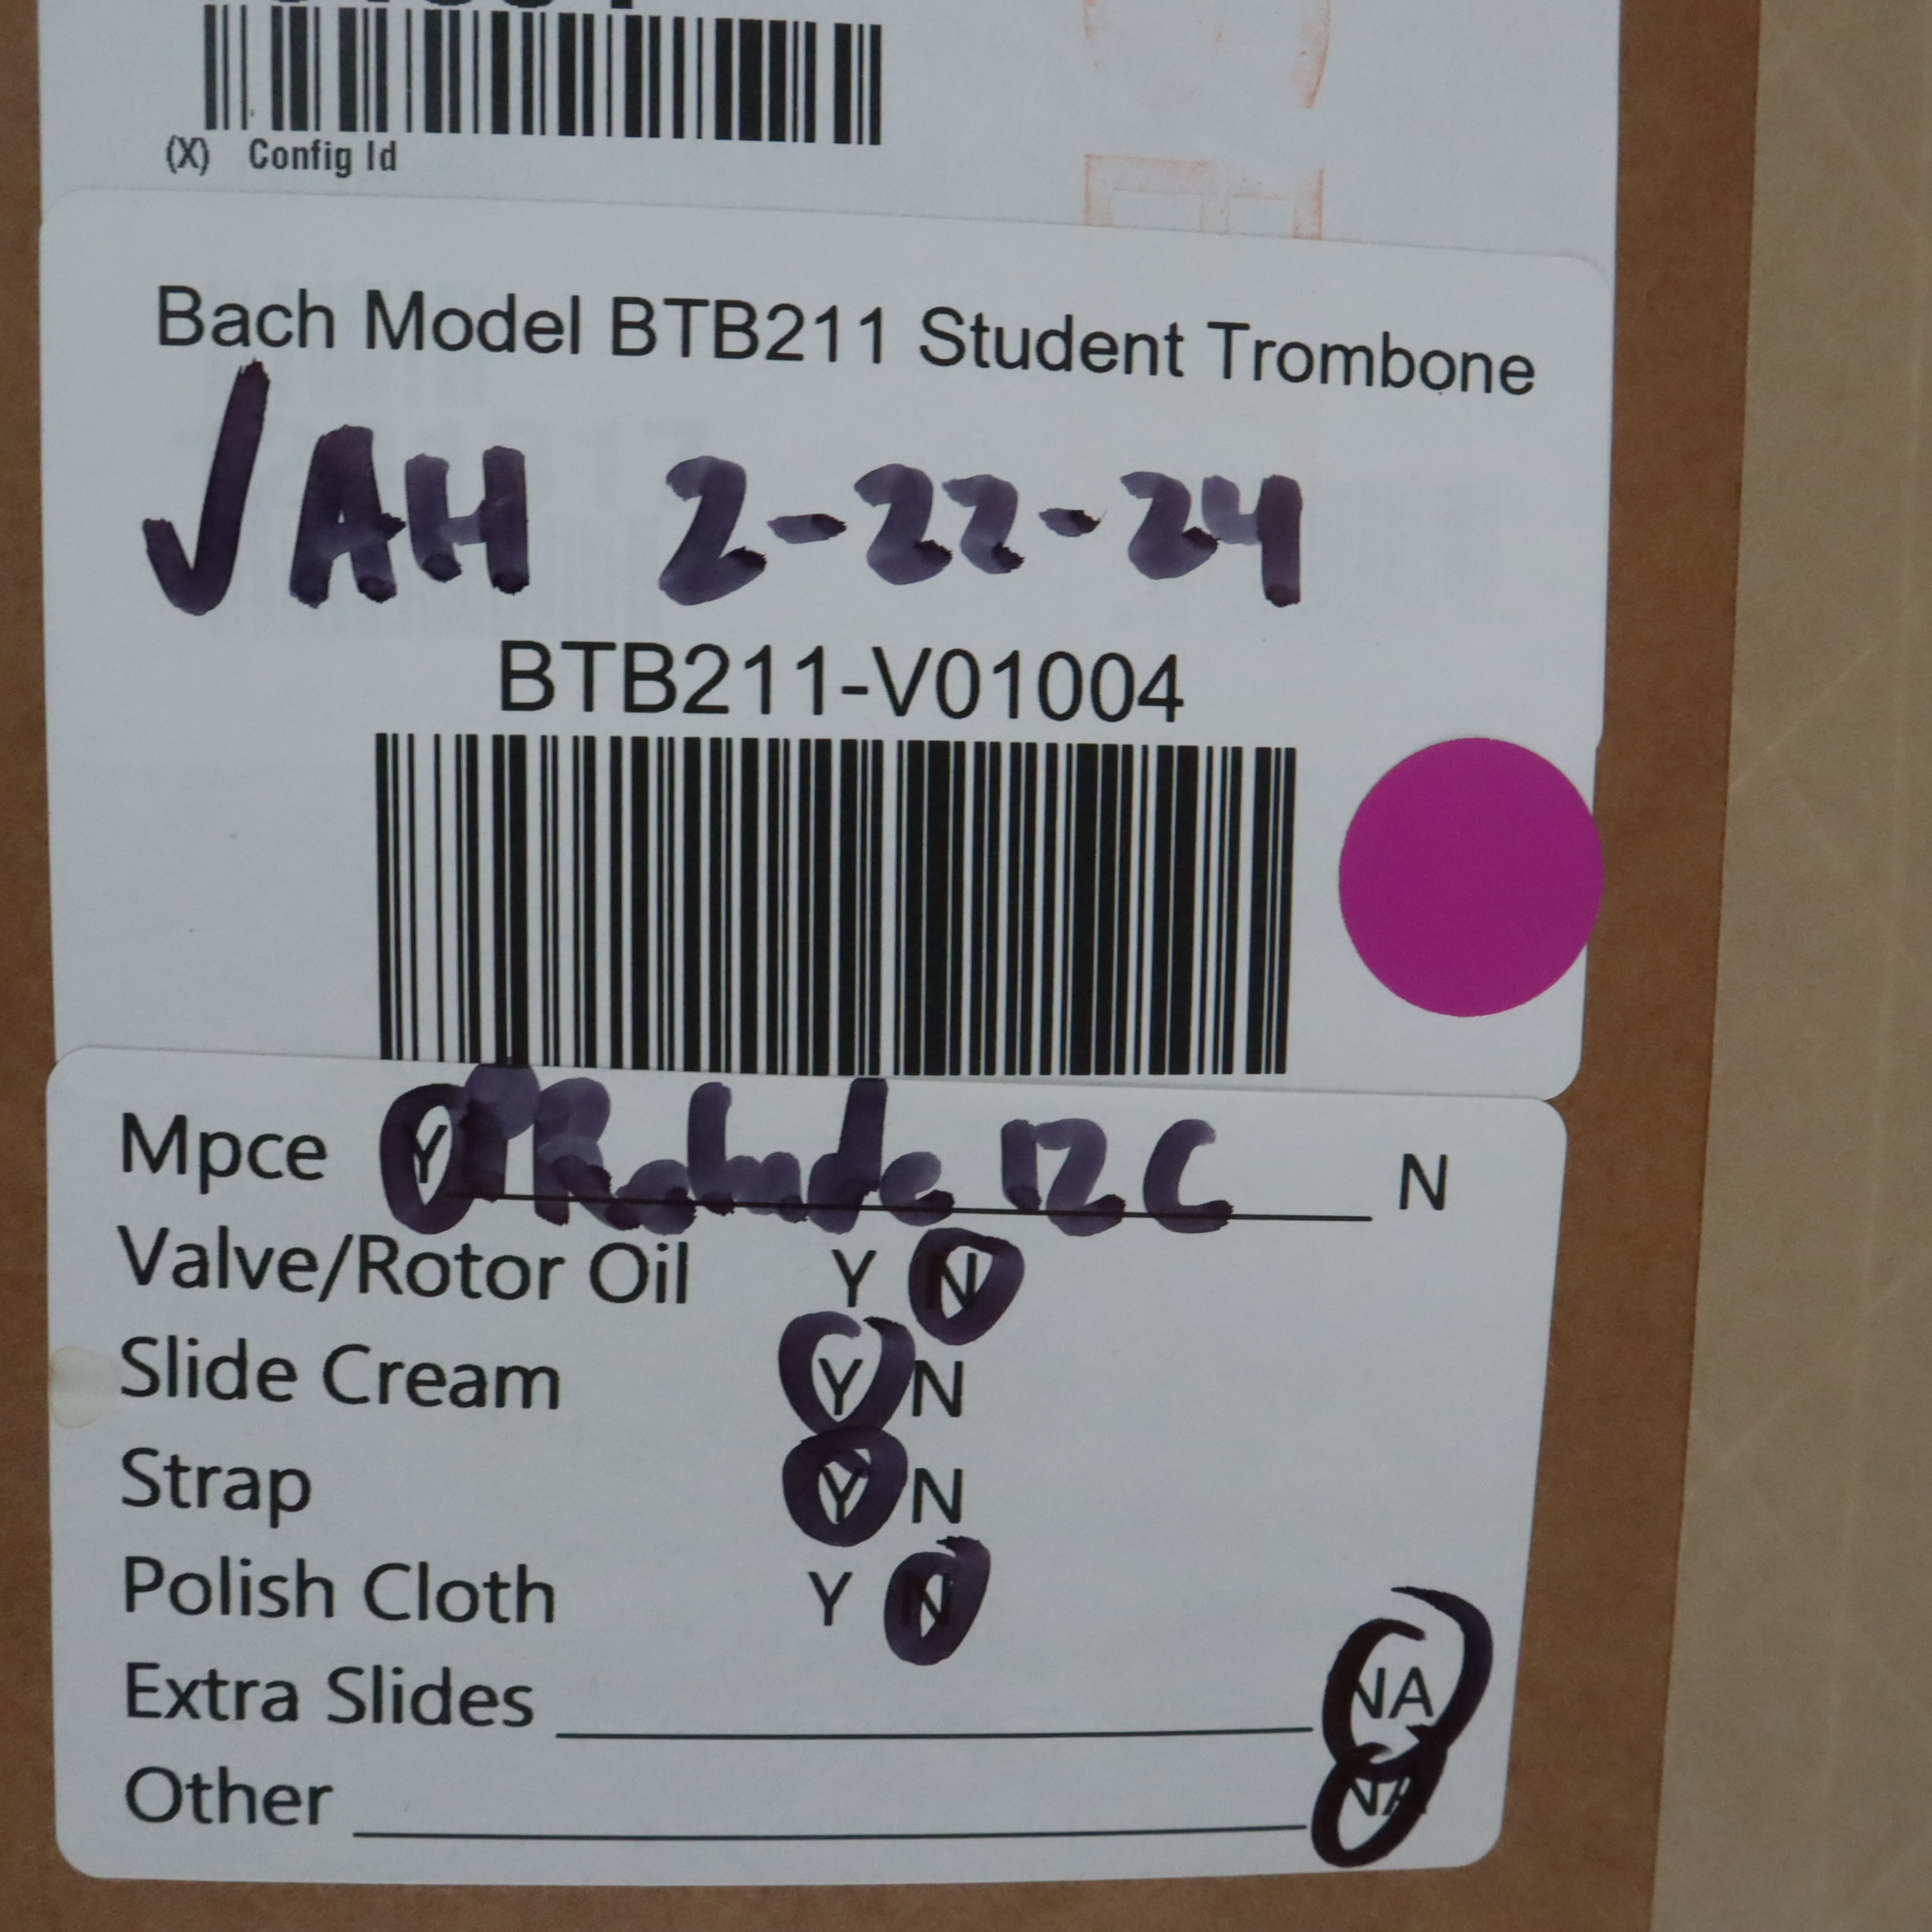 (X) Config Id
Bach Model BTB211 Student Trombone
√ AH 2-22-24
BTB211-V01004
Mpce Y Prelude 12C N
Valve/Rotor Oil Y N
Slide Cream Y N
Strap Y N
Polish Cloth Y N
Extra Slides NA
Other NA